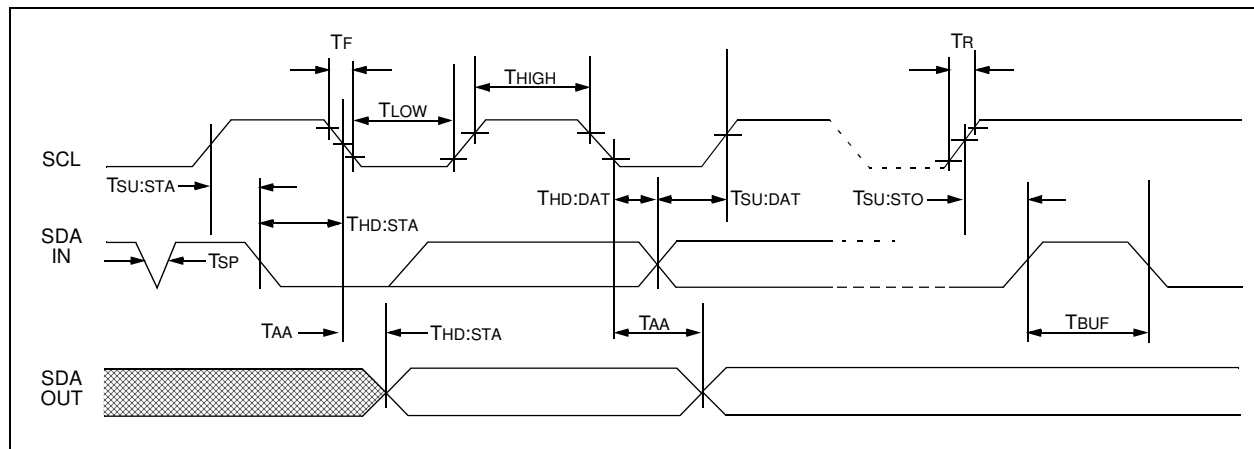 TF
TR
THIGH
TLOW
SCL
TSU:STA
THD:DAT
TSU:DAT
TSU:STO
THD:STA
SDA
IN
TSP
TAA
THD:STA
TAA
TBUF
SDA
OUT